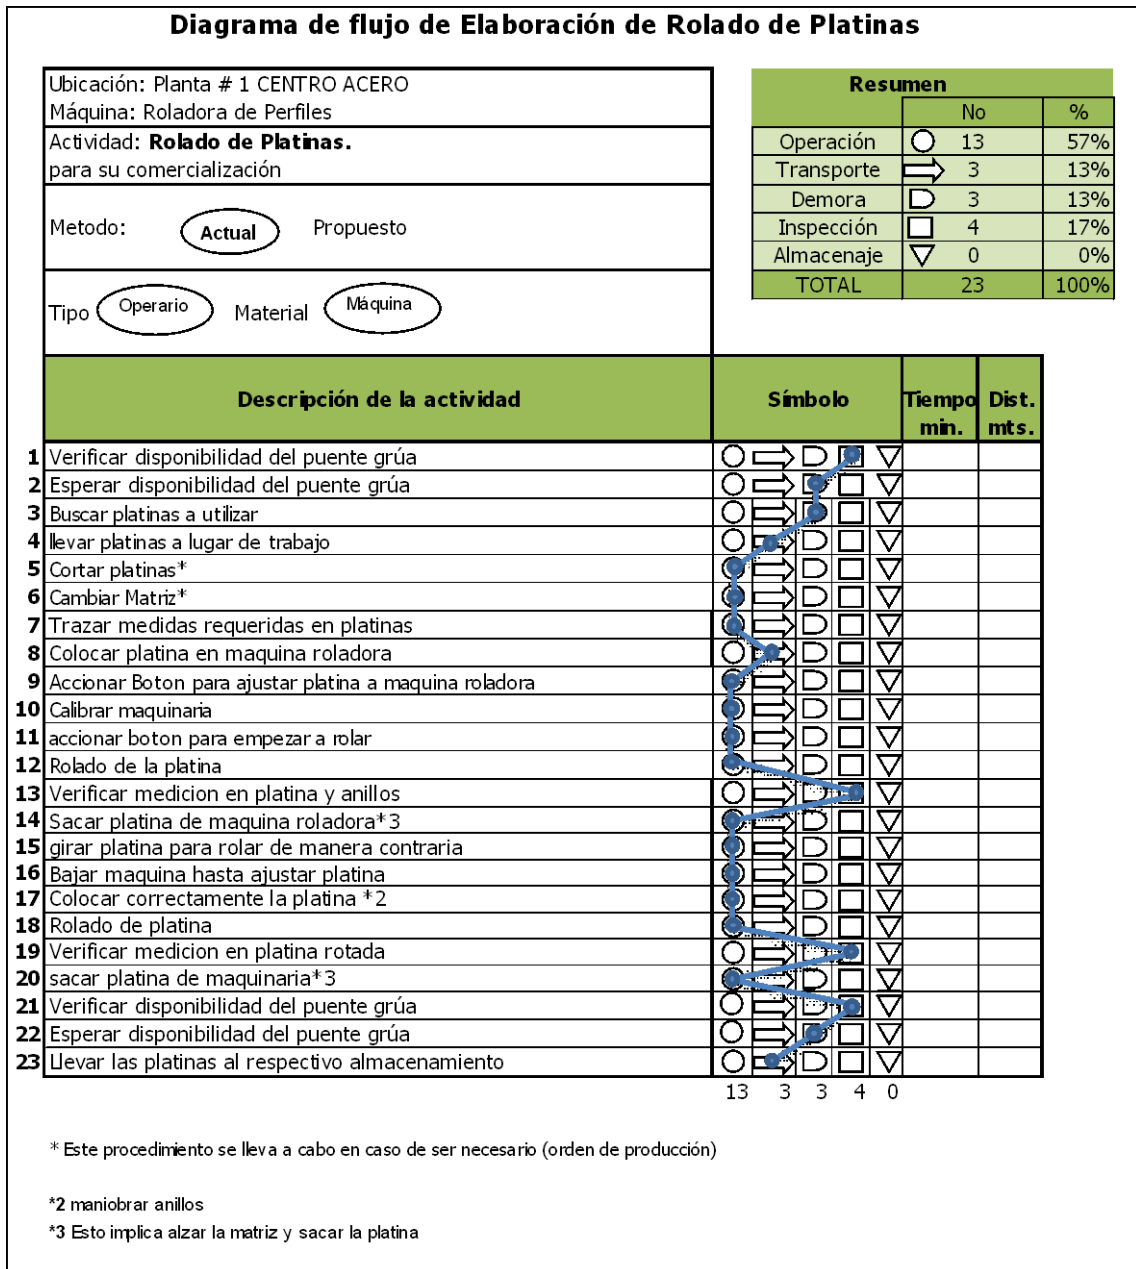 Diagrama de flujo de Elaboración de Rolado de Platinas
Ubicación: Planta # 1 CENTRO ACERO
Máquina: Roladora de Perfiles
Actividad: Rolado de Platinas.
para su comercialización
Metodo: Actual Propuesto
Tipo Operario Material Máquina
Resumen
No %
Operación 13 57%
Transporte 3 13%
Demora 3 13%
Inspección 4 17%
Almacenaje 0 0%
TOTAL 23 100%
Descripción de la actividad Símbolo Tiempo min. Dist. mts.
1 Verificar disponibilidad del puente grúa
2 Esperar disponibilidad del puente grúa
3 Buscar platinas a utilizar
4 llevar platinas a lugar de trabajo
5 Cortar platinas*
6 Cambiar Matriz*
7 Trazar medidas requeridas en platinas
8 Colocar platina en maquina roladora
9 Accionar Boton para ajustar platina a maquina roladora
10 Calibrar maquinaria
11 accionar boton para empezar a rolar
12 Rolado de la platina
13 Verificar medicion en platina y anillos
14 Sacar platina de maquina roladora*3
15 girar platina para rolar de manera contraria
16 Bajar maquina hasta ajustar platina
17 Colocar correctamente la platina *2
18 Rolado de platina
19 Verificar medicion en platina rotada
20 sacar platina de maquinaria*3
21 Verificar disponibilidad del puente grúa
22 Esperar disponibilidad del puente grúa
23 Llevar las platinas al respectivo almacenamiento
13 3 3 4 0
* Este procedimiento se lleva a cabo en caso de ser necesario (orden de producción)
*2 maniobrar anillos
*3 Esto implica alzar la matriz y sacar la platina